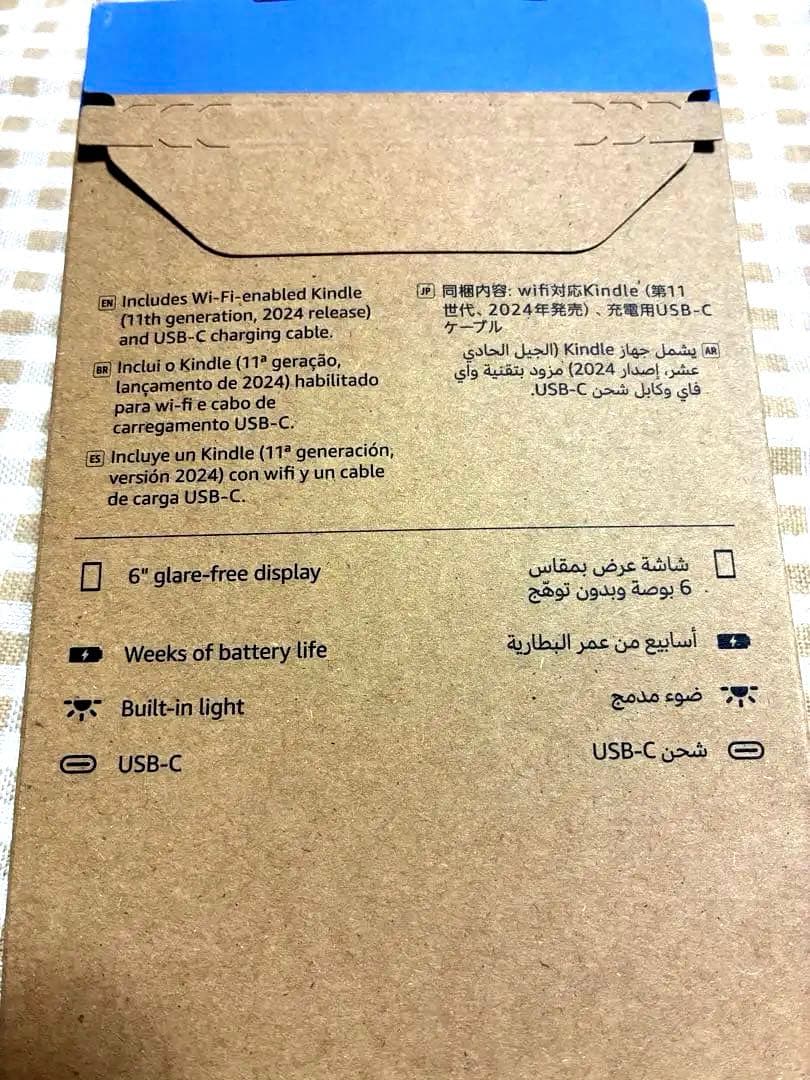 EN Includes Wi-Fi-enabled Kindle
(11th generation, 2024 release)
and USB-C charging cable.
BR Inclui o Kindle (11ª geração,
lançamento de 2024) habilitado
para wi-fi e cabo de
carregamento USB-C.
ES Incluye un Kindle (11ª generación,
versión 2024) con wifi y un cable
de carga USB-C.
JP 同梱内容: wifi対応Kindle (第11
世代、2024年発売) 、充電用USB-C
ケーブル
AR يشمل جهاز Kindle (الجيل الحادي
عشر، إصدار 2024) مزود بتقنية واي
فاي وكابل شحن USB-C.
6" glare-free display
شاشة عرض بمقاس
6 بوصة وبدون توهّج
Weeks of battery life
أسابيع من عمر البطارية
Built-in light
ضوء مدمج
USB-C
شحن USB-C